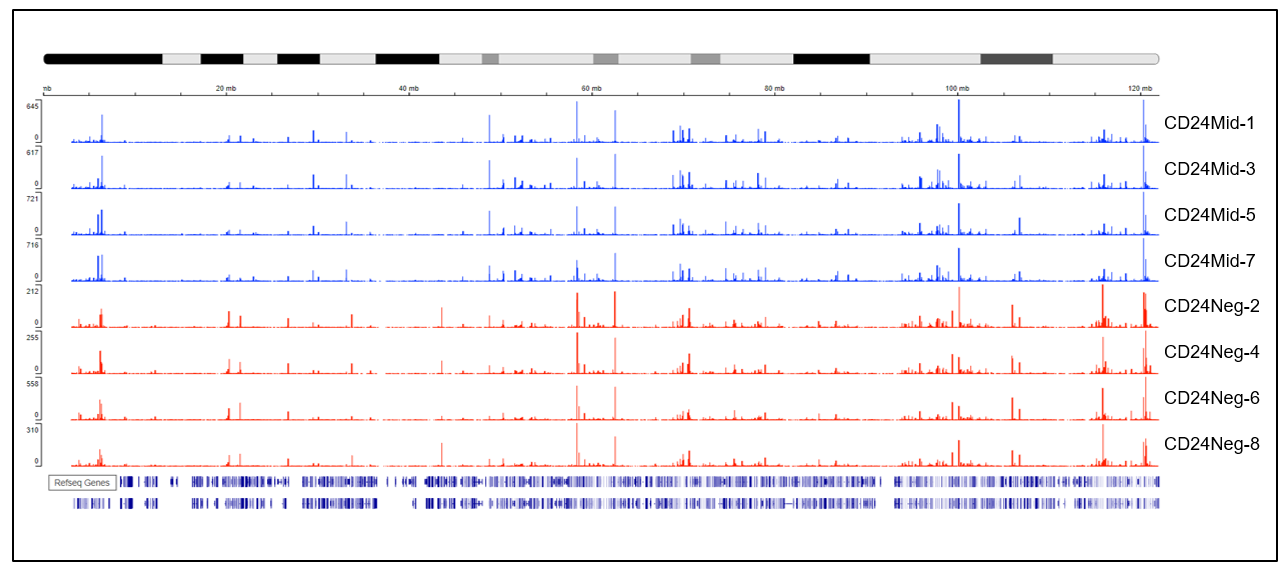 mb 20 mb 40 mb 60 mb 80 mb 100 mb 120 mb
645
0
CD24Mid-1
617
0
CD24Mid-3
721
0
CD24Mid-5
716
0
CD24Mid-7
212
0
CD24Neg-2
255
0
CD24Neg-4
558
0
CD24Neg-6
310
0
CD24Neg-8
Refseq Genes